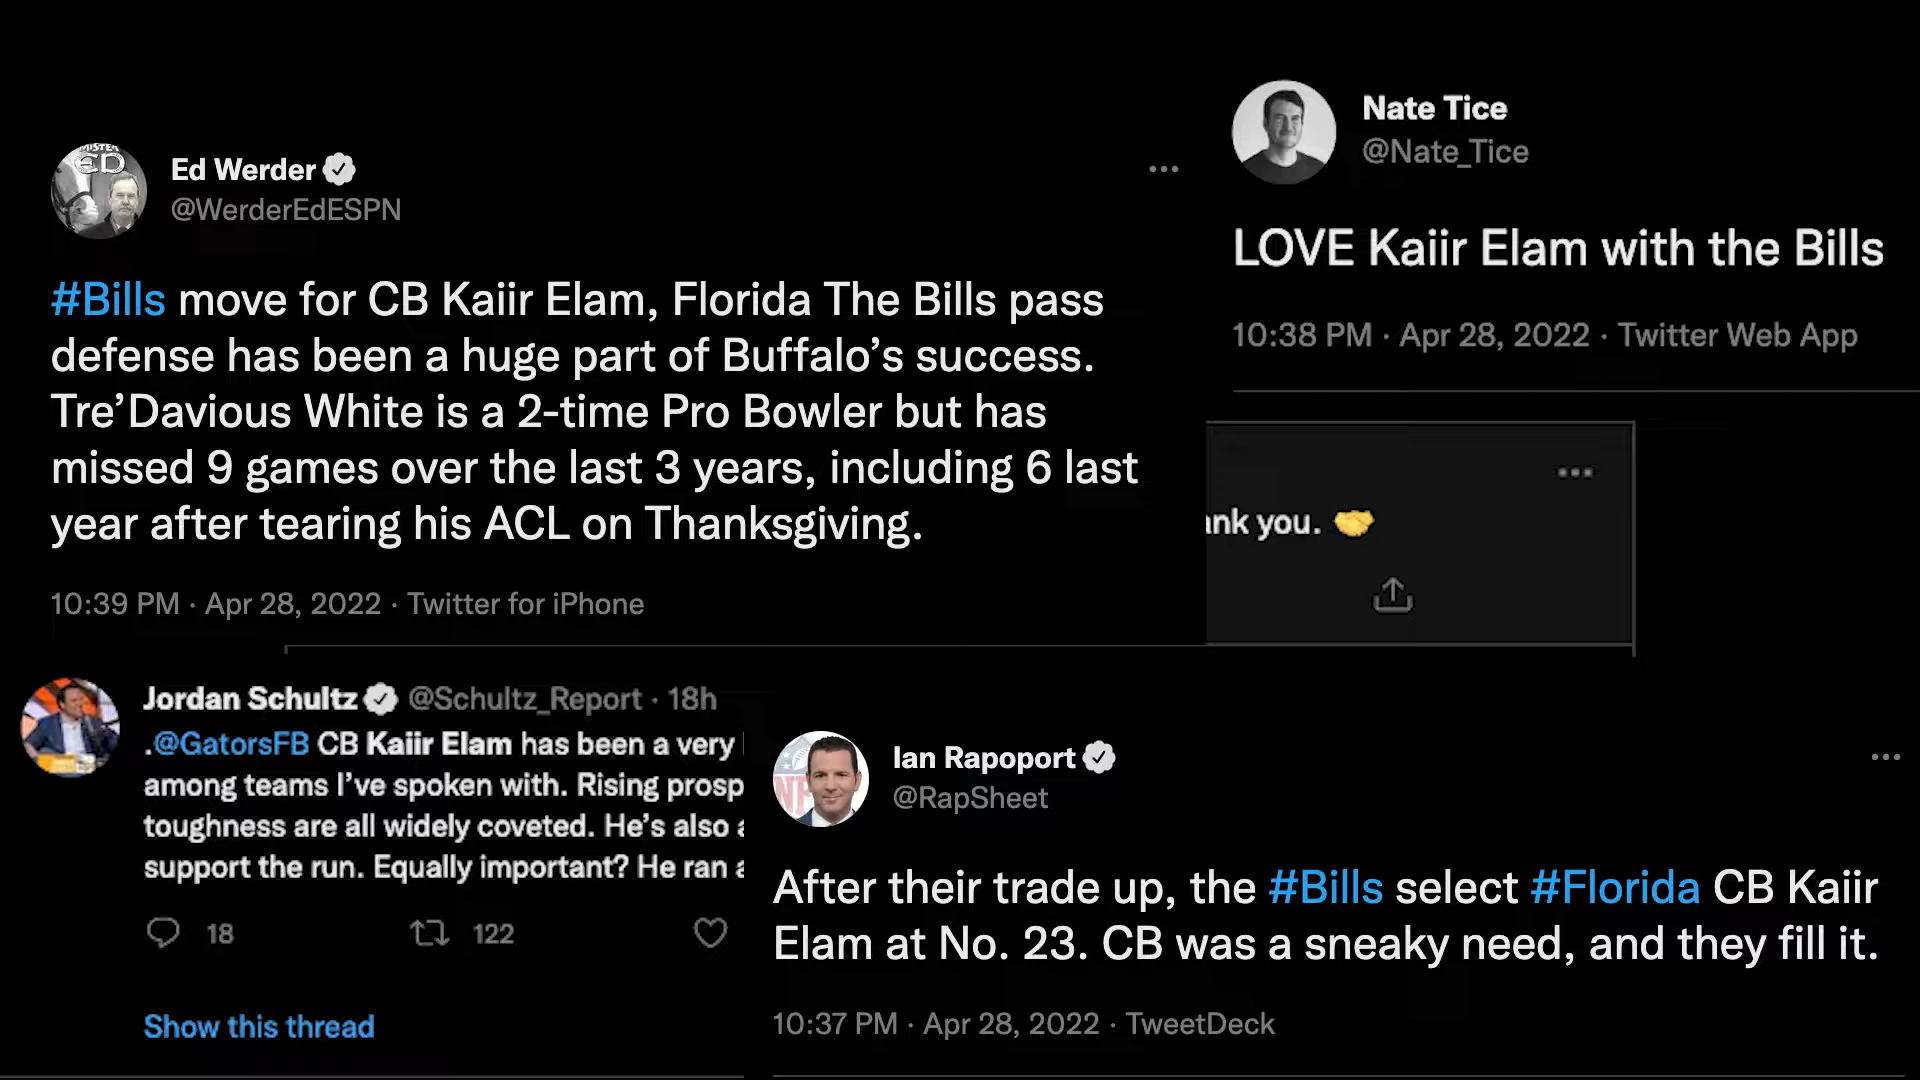 MISTER
ED
Ed Werder
@WerderEdESPN
#Bills move for CB Kaiir Elam, Florida The Bills pass
defense has been a huge part of Buffalo’s success.
Tre’Davious White is a 2-time Pro Bowler but has
missed 9 games over the last 3 years, including 6 last
year after tearing his ACL on Thanksgiving.
10:39 PM · Apr 28, 2022 · Twitter for iPhone
Nate Tice
@Nate_Tice
LOVE Kaiir Elam with the Bills
10:38 PM · Apr 28, 2022 · Twitter Web App
ank you. 🤝
Jordan Schultz @Schultz_Report · 18h
.@GatorsFB CB Kaiir Elam has been a very
among teams I’ve spoken with. Rising prosp
toughness are all widely coveted. He’s also a
support the run. Equally important? He ran a
18 122
Show this thread
Ian Rapoport
@RapSheet
After their trade up, the #Bills select #Florida CB Kaiir
Elam at No. 23. CB was a sneaky need, and they fill it.
10:37 PM · Apr 28, 2022 · TweetDeck